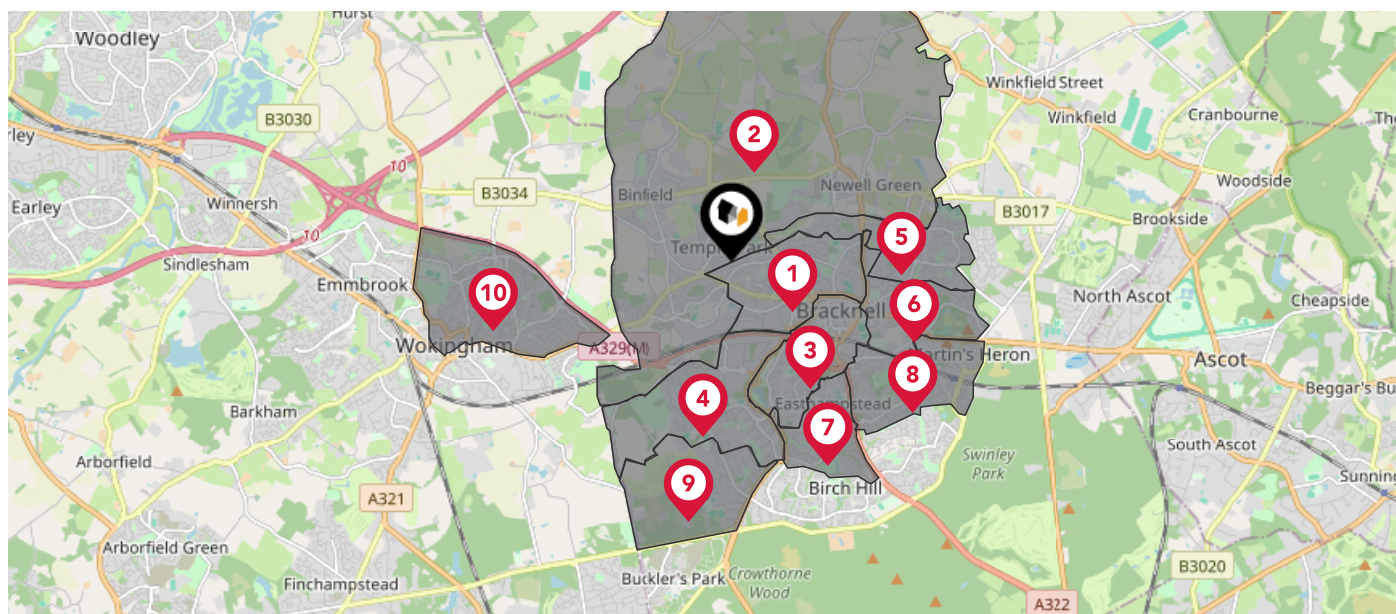 Hurst
Woodley
Winkfield Street
B3030
Winkfield
Cranbourne
rley
10
2
Woodside
Binfield
Newell Green
B3034
Earley
Winnersh
B3017
Brookside
10
5
Sindlesham
Temple Park
1
Emmbrook
10
6
North Ascot
Cheapside
Bracknell
Wokingham
A329(M)
3
Martin's Heron
Ascot
8
Beggar's Bu
4
Easthampstead
Barkham
7
South Ascot
Arborfield
Swinley
Park
9
Birch Hill
Sunning
A321
Arborfield Green
B3020
Finchampstead
Buckler's Park
Crowthorne
Wood
A322